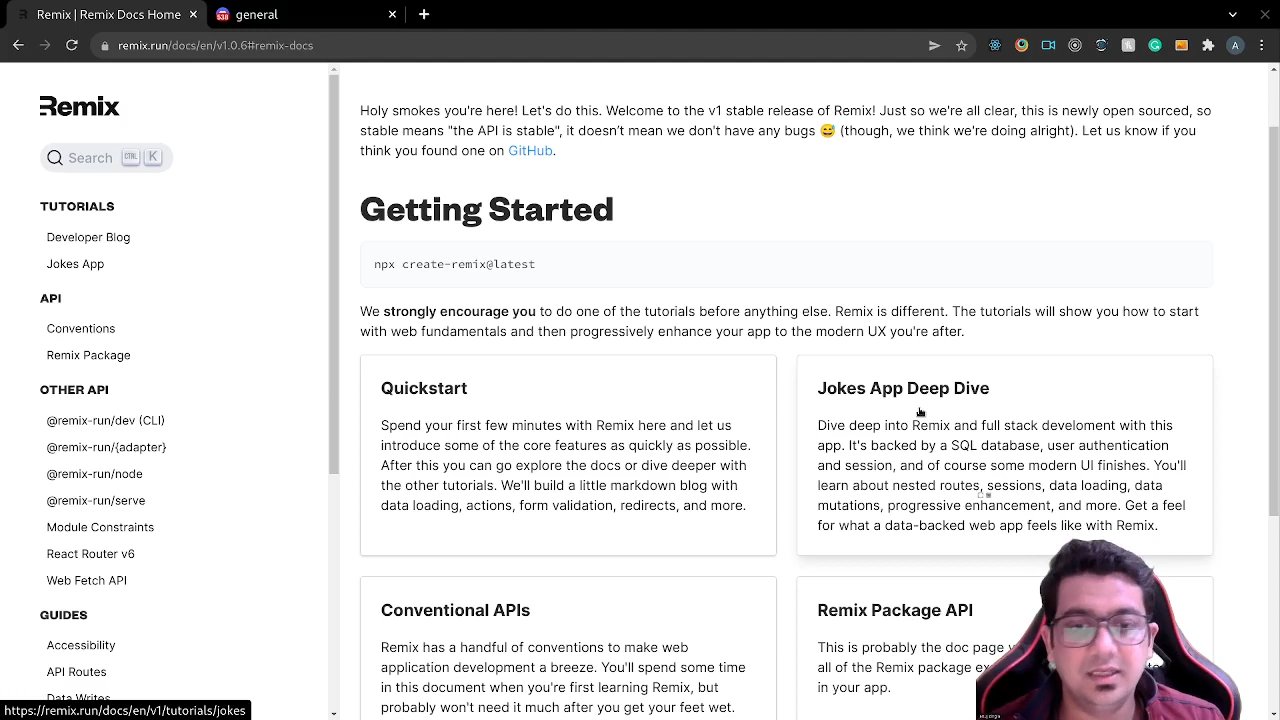 Remix | Remix Docs Home
general
remix.run/docs/en/v1.0.6#remix-docs
Remix
Search CTRL K
TUTORIALS
Developer Blog
Jokes App
API
Conventions
Remix Package
OTHER API
@remix-run/dev (CLI)
@remix-run/{adapter}
@remix-run/node
@remix-run/serve
Module Constraints
React Router v6
Web Fetch API
GUIDES
Accessibility
API Routes
Data Writes
https://remix.run/docs/en/v1/tutorials/jokes
Holy smokes you're here! Let's do this. Welcome to the v1 stable release of Remix! Just so we're all clear, this is newly open sourced, so
stable means "the API is stable", it doesn't mean we don't have any bugs 😅 (though, we think we're doing alright). Let us know if you
think you found one on GitHub.
Getting Started
npx create-remix@latest
We strongly encourage you to do one of the tutorials before anything else. Remix is different. The tutorials will show you how to start
with web fundamentals and then progressively enhance your app to the modern UX you're after.
Quickstart
Spend your first few minutes with Remix here and let us
introduce some of the core features as quickly as possible.
After this you can go explore the docs or dive deeper with
the other tutorials. We'll build a little markdown blog with
data loading, actions, form validation, redirects, and more.
Jokes App Deep Dive
Dive deep into Remix and full stack develoment with this
app. It's backed by a SQL database, user authentication
and session, and of course some modern UI finishes. You'll
learn about nested routes, sessions, data loading, data
mutations, progressive enhancement, and more. Get a feel
for what a data-backed web app feels like with Remix.
Conventional APIs
Remix has a handful of conventions to make web
application development a breeze. You'll spend some time
in this document when you're first learning Remix, but
probably won't need it much after you get your feet wet.
Remix Package API
This is probably the doc page
all of the Remix package
in your app.